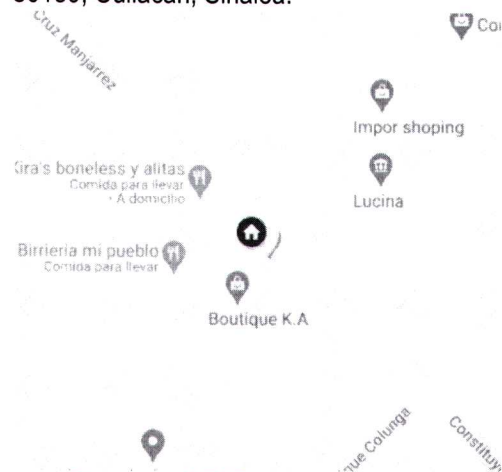 Culiacán, Sinaloa.
Cruz Manjarrez
Impor shoping
Kira's boneless y alitas
Comida para llevar
· A domicilio
Lucina
Birrieria mi pueblo
Comida para llevar
Boutique K.A
Colunga